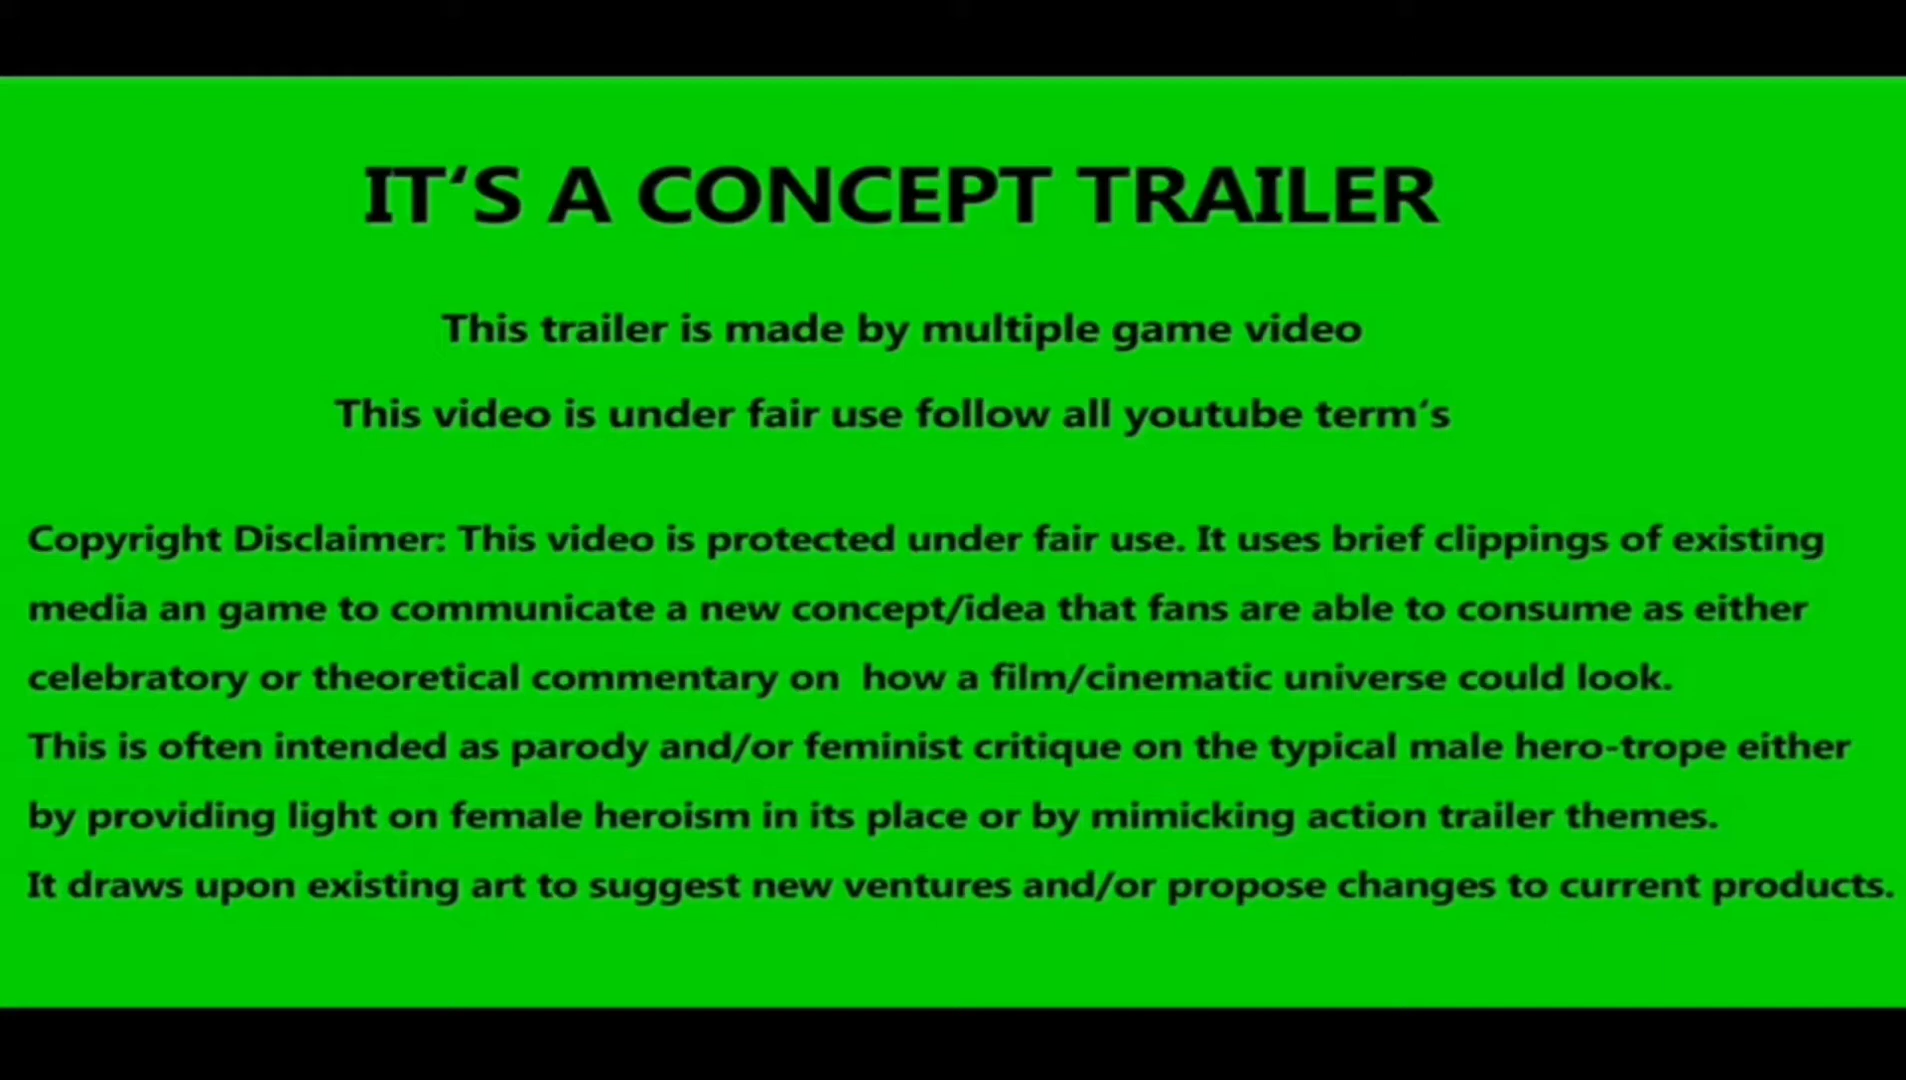 IT‘S A CONCEPT TRAILER
This trailer is made by multiple game video
This video is under fair use follow all youtube term‘s
Copyright Disclaimer: This video is protected under fair use. It uses brief clippings of existing
media an game to communicate a new concept/idea that fans are able to consume as either
celebratory or theoretical commentary on  how a film/cinematic universe could look.
This is often intended as parody and/or feminist critique on the typical male hero-trope either
by providing light on female heroism in its place or by mimicking action trailer themes.
It draws upon existing art to suggest new ventures and/or propose changes to current products.